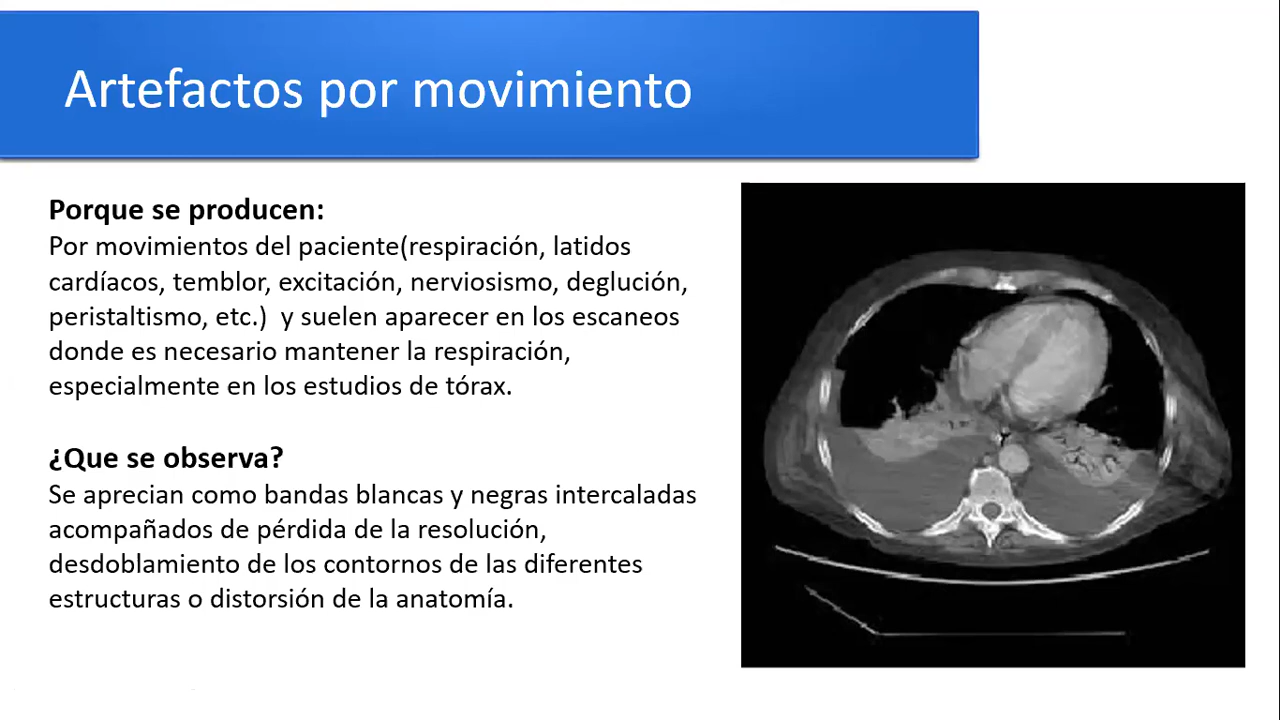 Artefactos por movimiento
Porque se producen:
Por movimientos del paciente(respiración, latidos
cardíacos, temblor, excitación, nerviosismo, deglución,
peristaltismo, etc.)  y suelen aparecer en los escaneos
donde es necesario mantener la respiración,
especialmente en los estudios de tórax.
¿Que se observa?
Se aprecian como bandas blancas y negras intercaladas
acompañados de pérdida de la resolución,
desdoblamiento de los contornos de las diferentes
estructuras o distorsión de la anatomía.